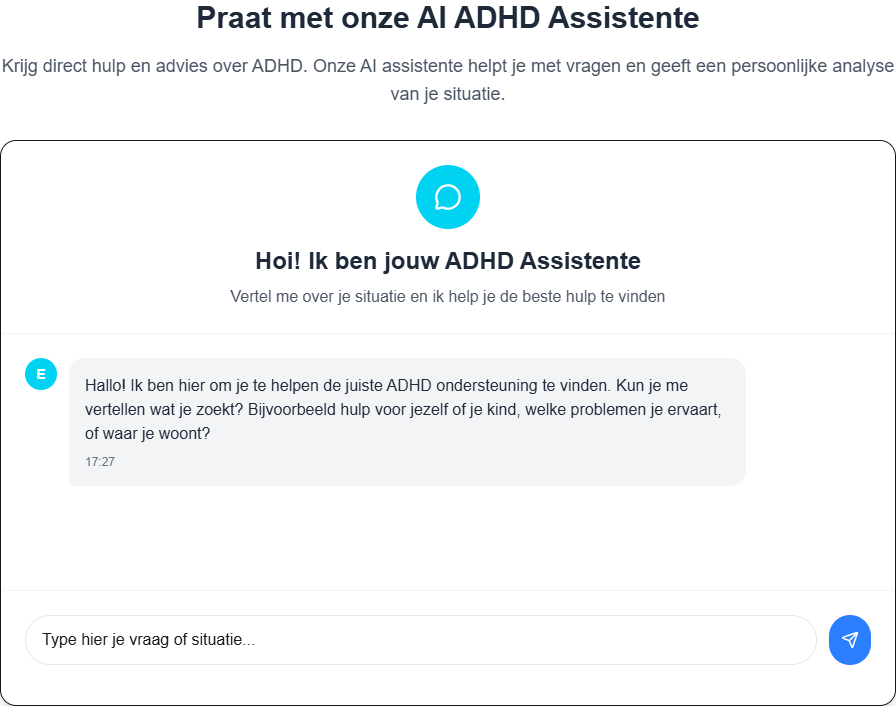 Praat met onze AI ADHD Assistente
Krijg direct hulp en advies over ADHD. Onze AI assistente helpt je met vragen en geeft een persoonlijke analyse
van je situatie.
Hoi! Ik ben jouw ADHD Assistente
Vertel me over je situatie en ik help je de beste hulp te vinden
E
Hallo! Ik ben hier om je te helpen de juiste ADHD ondersteuning te vinden. Kun je me
vertellen wat je zoekt? Bijvoorbeeld hulp voor jezelf of je kind, welke problemen je ervaart,
of waar je woont?
17:27
Type hier je vraag of situatie...